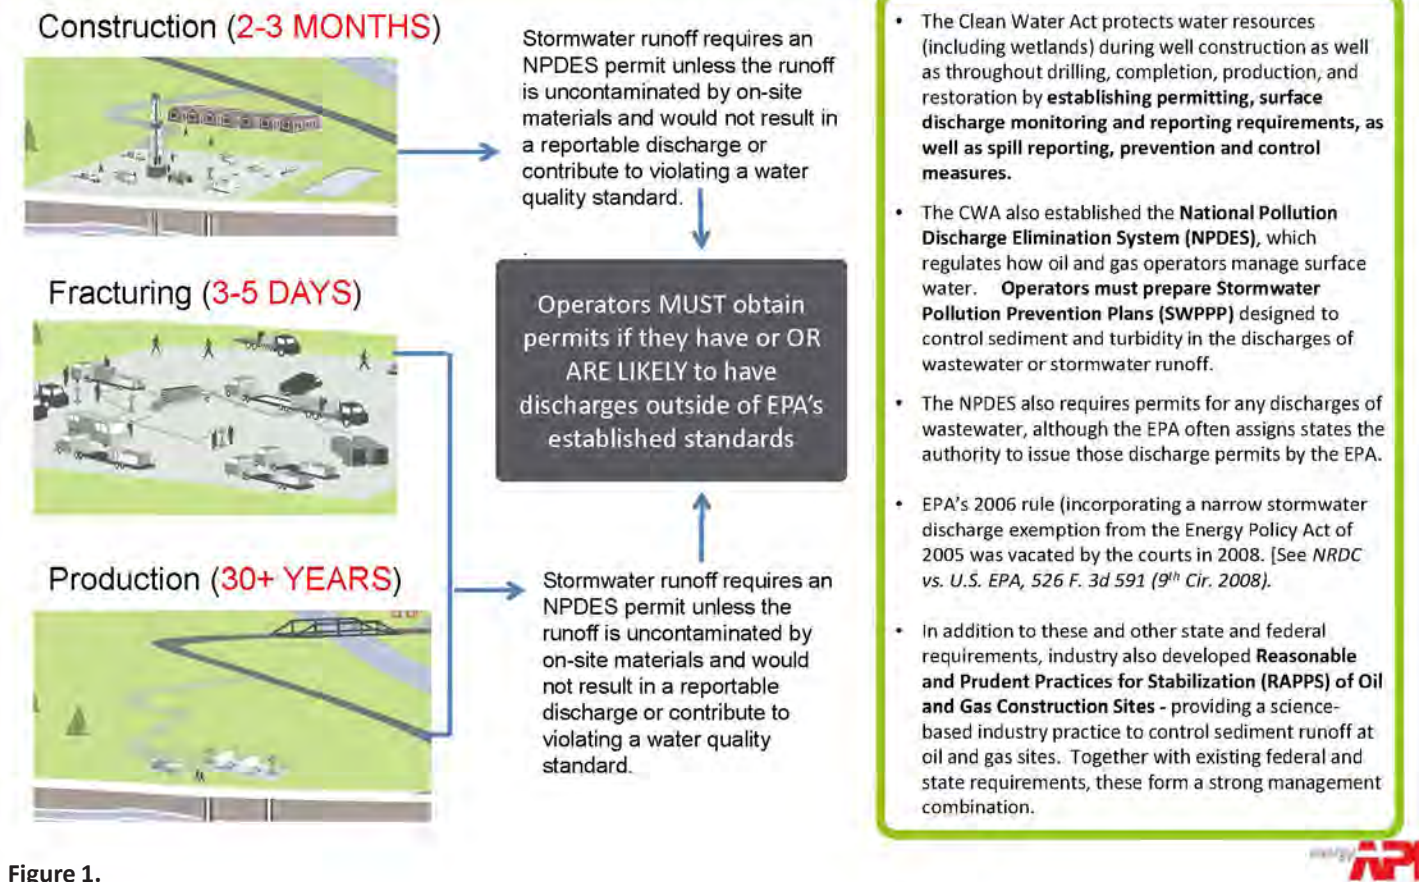 Construction (2-3 MONTHS)
Stormwater runoff requires an
NPDES permit unless the runoff
is uncontaminated by on-site
materials and would not result in
a reportable discharge or
contribute to violating a water
quality standard.
Fracturing (3-5 DAYS)
Operators MUST obtain
permits if they have or OR
ARE LIKELY to have
discharges outside of EPA's
established standards
Production (30+ YEARS)
Stormwater runoff requires an
NPDES permit unless the
runoff is uncontaminated by
on-site materials and would
not result in a reportable
discharge or contribute to
violating a water quality
standard.
• The Clean Water Act protects water resources
(including wetlands) during well construction as well
as throughout drilling, completion, production, and
restoration by establishing permitting, surface
discharge monitoring and reporting requirements, as
well as spill reporting, prevention and control
measures.
• The CWA also established the National Pollution
Discharge Elimination System (NPDES), which
regulates how oil and gas operators manage surface
water. Operators must prepare Stormwater
Pollution Prevention Plans (SWPPP) designed to
control sediment and turbidity in the discharges of
wastewater or stormwater runoff.
• The NPDES also requires permits for any discharges of
wastewater, although the EPA often assigns states the
authority to issue those discharge permits by the EPA.
• EPA's 2006 rule (incorporating a narrow stormwater
discharge exemption from the Energy Policy Act of
2005 was vacated by the courts in 2008. [See NRDC
vs. U.S. EPA, 526 F. 3d 591 (9th Cir. 2008).
• In addition to these and other state and federal
requirements, industry also developed Reasonable
and Prudent Practices for Stabilization (RAPPS) of Oil
and Gas Construction Sites - providing a science-
based industry practice to control sediment runoff at
oil and gas sites. Together with existing federal and
state requirements, these form a strong management
combination.
energy API
Figure 1.